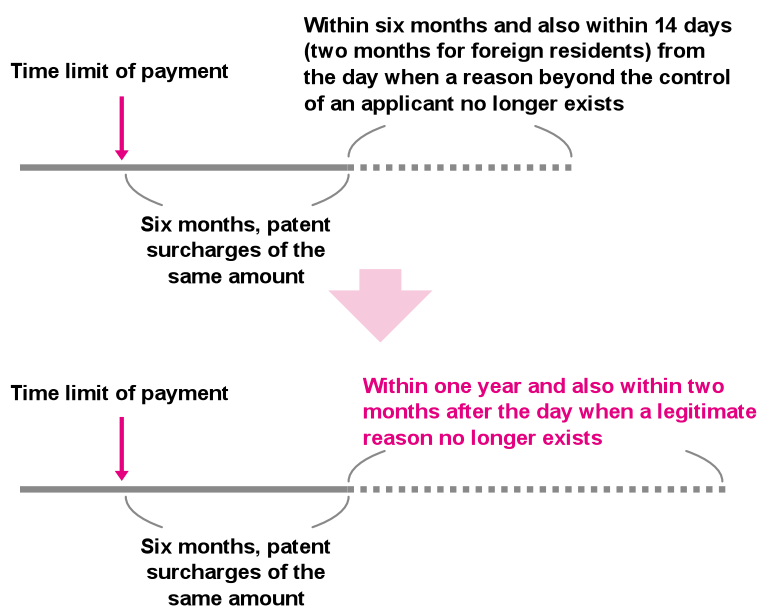 Within six months and also within 14 days
(two months for foreign residents) from
the day when a reason beyond the control
of an applicant no longer exists
Time limit of payment
Six months, patent
surcharges of the
same amount
Within one year and also within two
months after the day when a legitimate
reason no longer exists
Time limit of payment
Six months, patent
surcharges of the
same amount